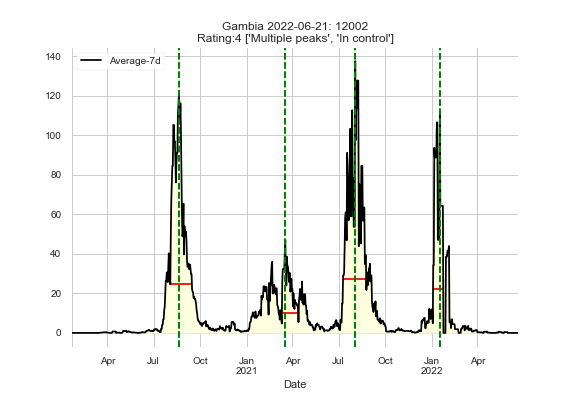 Gambia 2022-06-21: 12002
Rating:4 ['Multiple peaks', 'In control']
Average-7d
140
120
100
80
60
40
20
0
Apr Jul Oct Jan Apr Jul Oct Jan Apr
2021 2022
Date